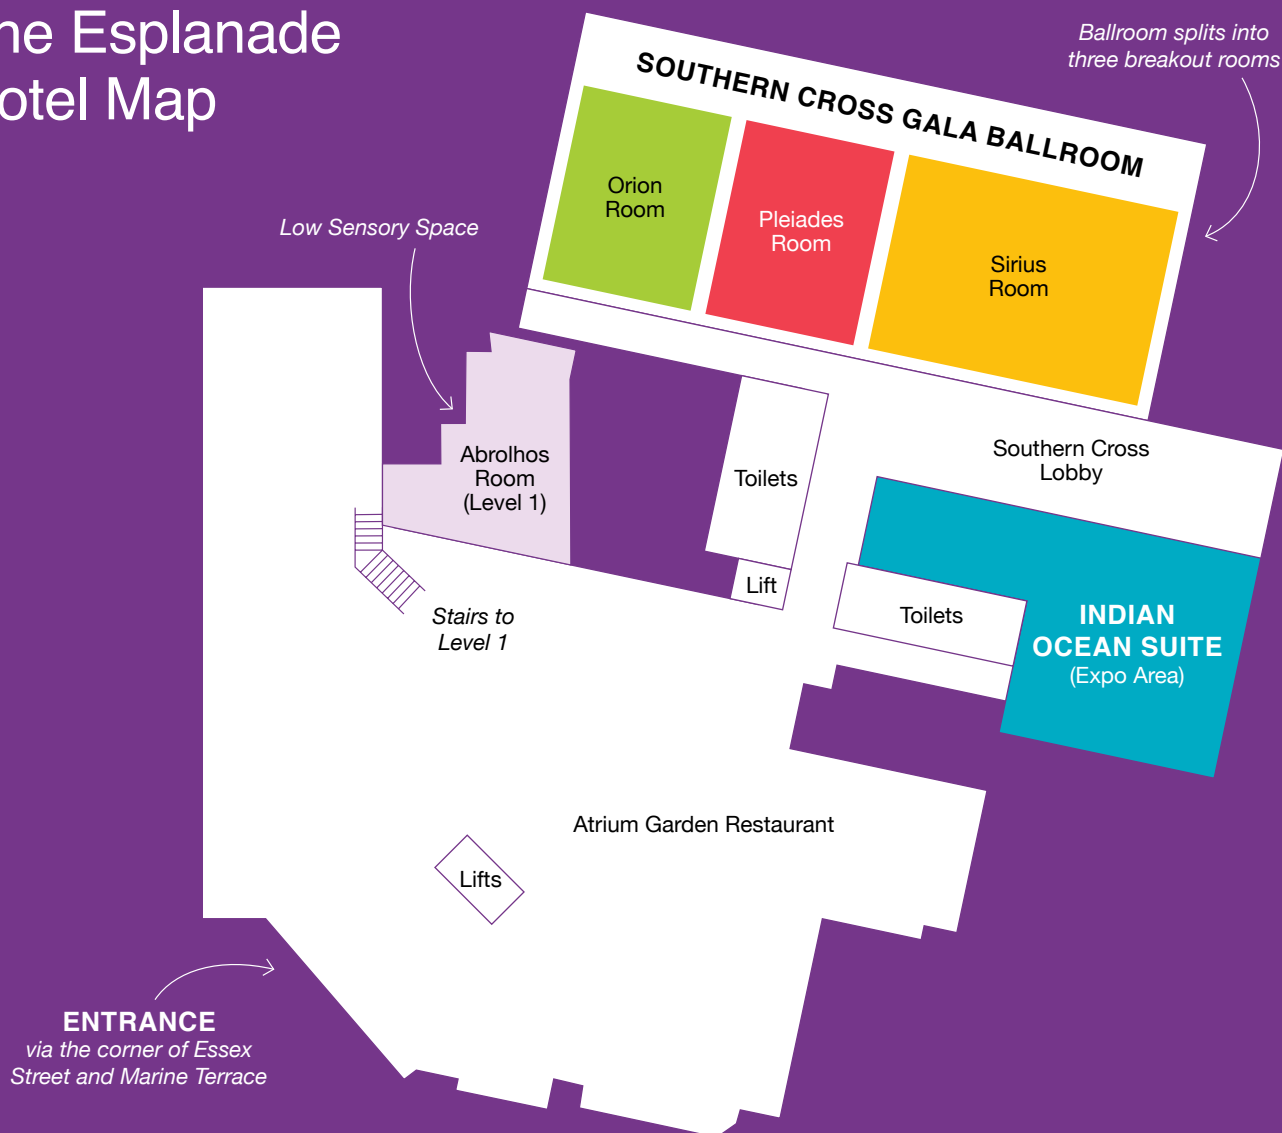 ne Esplanade
otel Map
Ballroom splits into
three breakout rooms
SOUTHERN CROSS GALA BALLROOM
Orion
Room
Pleiades
Room
Sirius
Room
Low Sensory Space
Abrolhos
Room
(Level 1)
Toilets
Southern Cross
Lobby
Lift
Toilets
INDIAN
OCEAN SUITE
(Expo Area)
Stairs to
Level 1
Atrium Garden Restaurant
Lifts
ENTRANCE
via the corner of Essex
Street and Marine Terrace